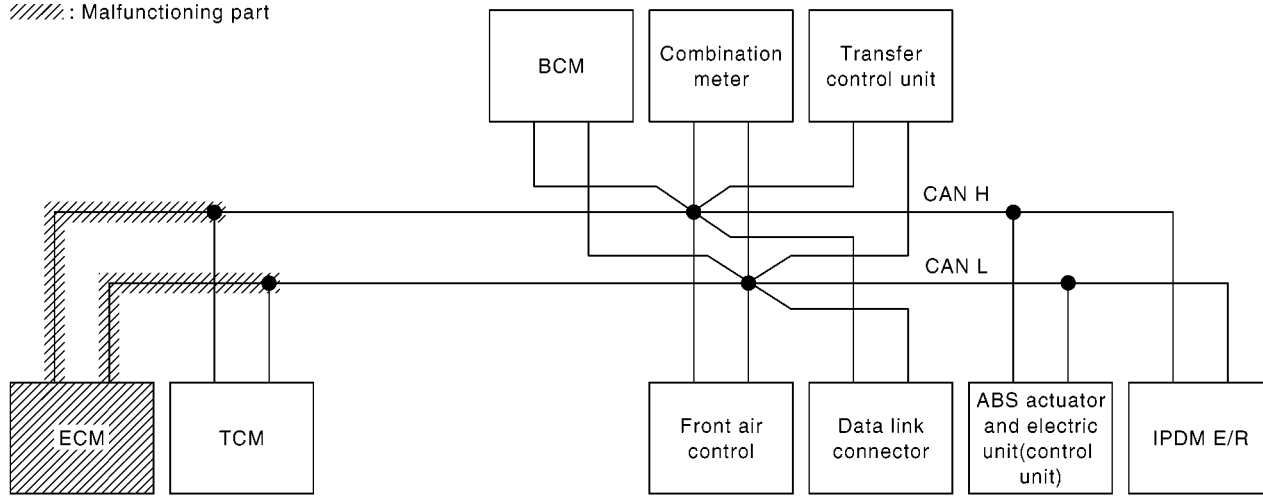 : Malfunctioning part
BCM
Combination
meter
Transfer
control unit
CAN H
CAN L
ECM
TCM
Front air
control
Data link
connector
ABS actuator
and electric
unit(control
unit)
IPDM E/R